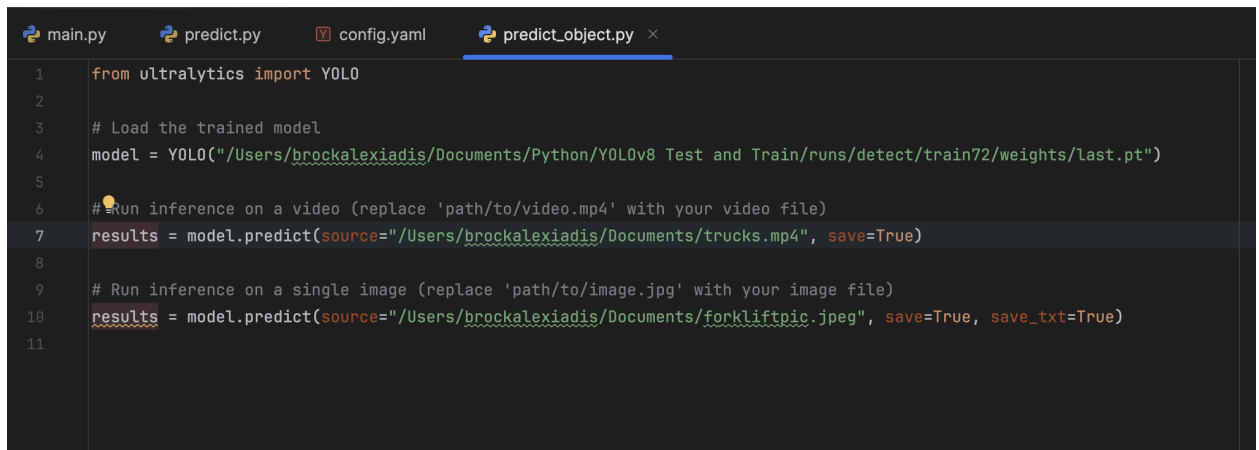 main.py predict.py config.yaml predict_object.py ×
1 from ultralytics import YOLO
2
3 # Load the trained model
4 model = YOLO("/Users/brockalexiadis/Documents/Python/YOLOv8 Test and Train/runs/detect/train72/weights/last.pt")
5
6 # Run inference on a video (replace 'path/to/video.mp4' with your video file)
7 results = model.predict(source="/Users/brockalexiadis/Documents/trucks.mp4", save=True)
8
9 # Run inference on a single image (replace 'path/to/image.jpg' with your image file)
10 results = model.predict(source="/Users/brockalexiadis/Documents/forkliftpic.jpeg", save=True, save_txt=True)
11